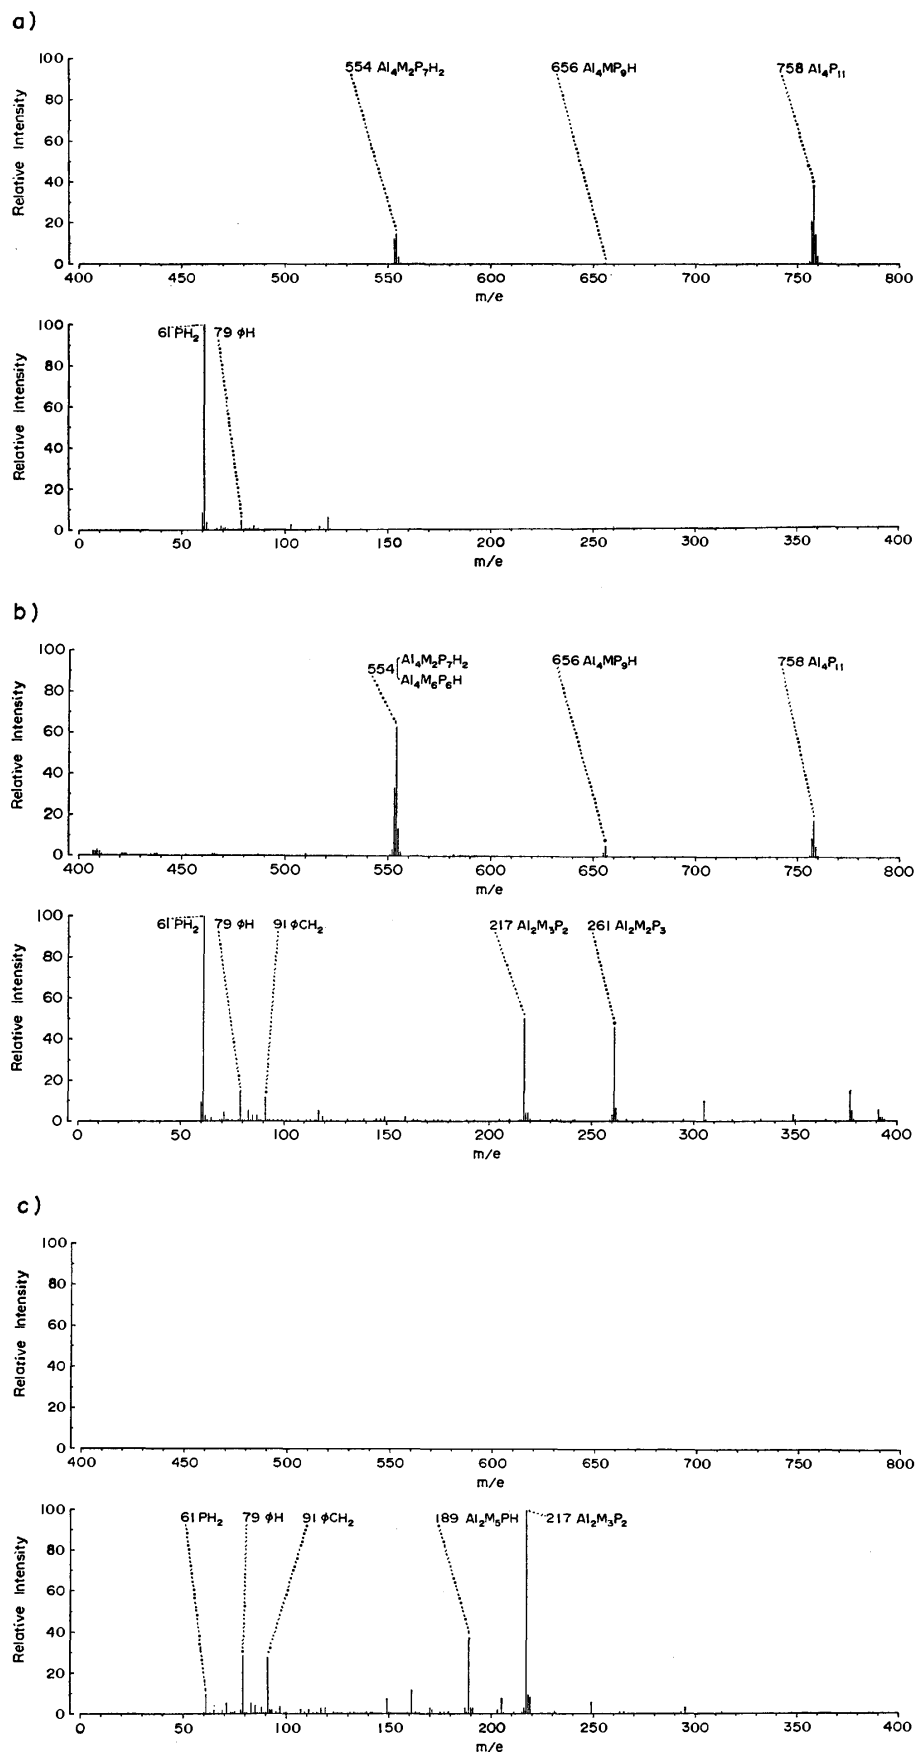 a)
554 Al₄M₂P₇H₂ 656 Al₄MP₉H 758 Al₄P₁₁
Relative Intensity
100
80
60
40
20
0
400 450 500 550 600 650 700 750 800
m/e
61 PH₂ 79 φH
Relative Intensity
100
80
60
40
20
0
0 50 100 150 200 250 300 350 400
m/e
b)
554 Al₄M₂P₇H₂ 656 Al₄MP₉H 758 Al₄P₁₁
Al₄M₆P₆H
Relative Intensity
100
80
60
40
20
0
400 450 500 550 600 650 700 750 800
m/e
61 PH₂ 79 φH 91 φCH₂ 217 Al₂M₃P₂ 261 Al₂M₂P₃
Relative Intensity
100
80
60
40
20
0
0 50 100 150 200 250 300 350 400
m/e
c)
Relative Intensity
100
80
60
40
20
0
400 450 500 550 600 650 700 750 800
m/e
61 PH₂ 79 φH 91 φCH₂ 189 Al₂M₅PH 217 Al₂M₃P₂
Relative Intensity
100
80
60
40
20
0
0 50 100 150 200 250 300 350 400
m/e